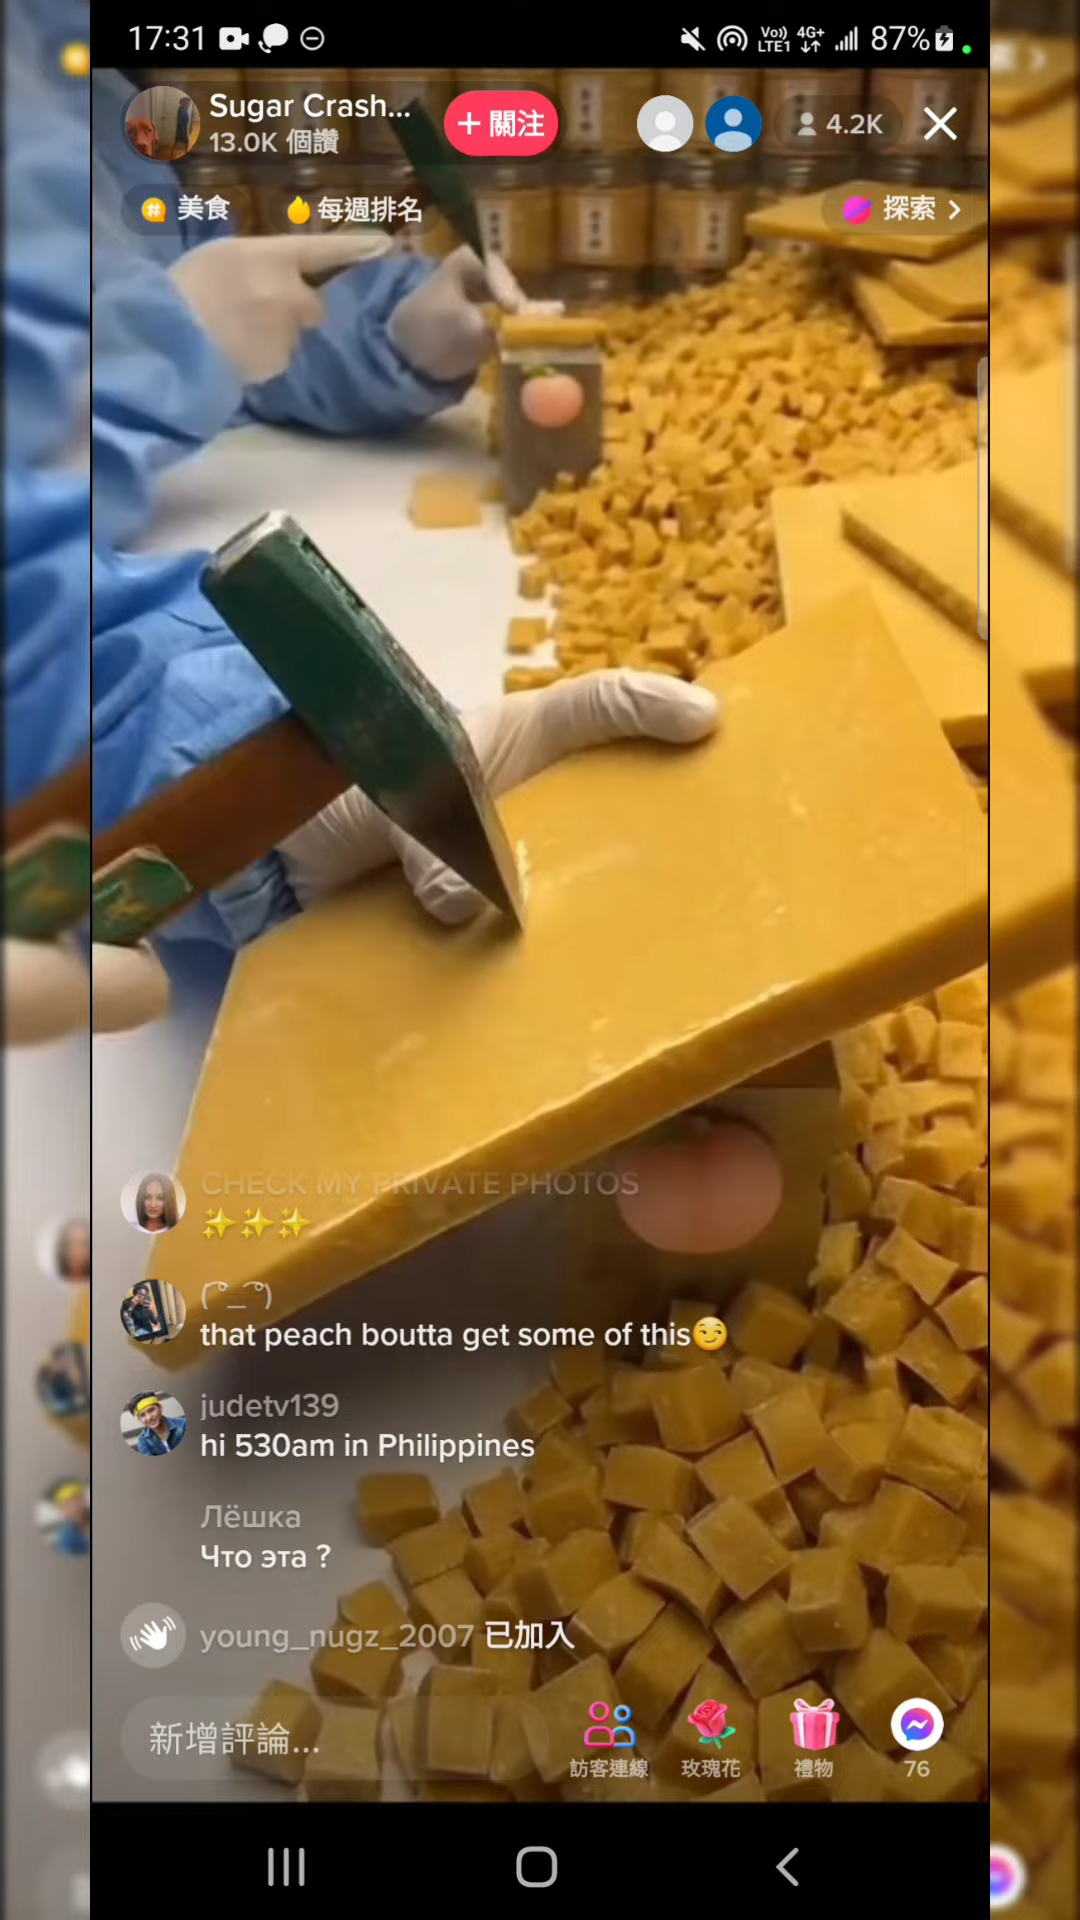 17:31
Vo)) LTE1 4G+ 87%
Sugar Crash...
13.0K 個讚
+ 關注
4.2K
美食
每週排名
探索
CHECK MY PRIVATE PHOTOS
✨✨✨
( ͡° _ ͡°)
that peach boutta get some of this😏
judetv139
hi 530am in Philippines
Лёшка
Что эта ?
young_nugz_2007 已加入
新增評論...
訪客連線
玫瑰花
禮物
76